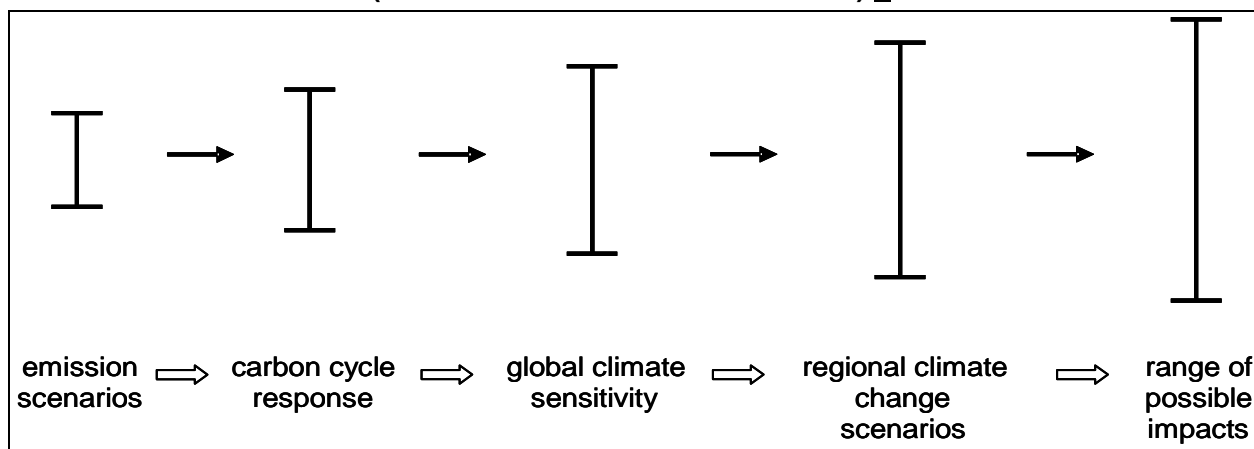 emission
scenarios
carbon cycle
response
global climate
sensitivity
regional climate
change
scenarios
range of
possible
impacts